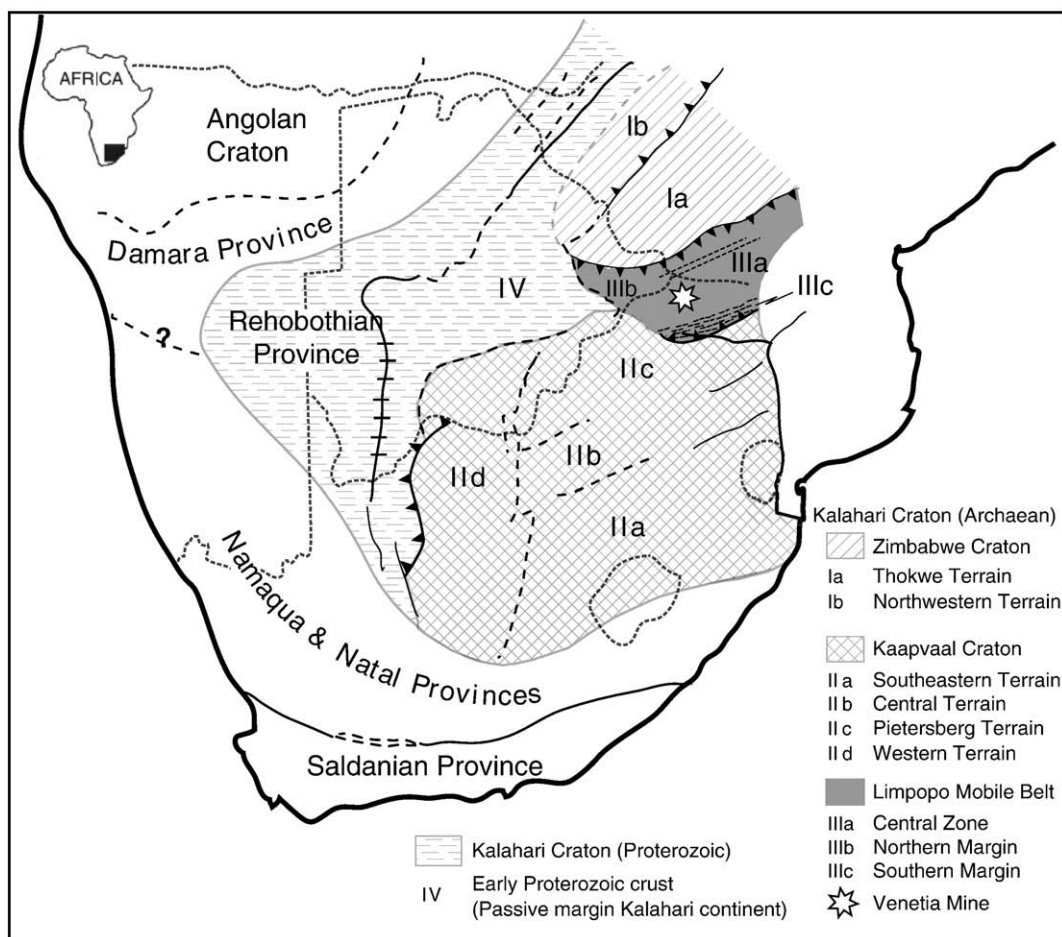 AFRICA
Angolan
Craton
Damara Province
Rehobothian
Province
?
IV
Ib
Ia
IIIa
IIIb
IIIc
IIc
IIb
IId
IIa
Namaqua & Natal Provinces
Saldanian Province
Kalahari Craton (Archaean)
Zimbabwe Craton
Ia Thokwe Terrain
Ib Northwestern Terrain
Kaapvaal Craton
II a Southeastern Terrain
II b Central Terrain
II c Pietersberg Terrain
II d Western Terrain
Limpopo Mobile Belt
IIIa Central Zone
IIIb Northern Margin
IIIc Southern Margin
Venetia Mine
Kalahari Craton (Proterozoic)
IV Early Proterozoic crust
(Passive margin Kalahari continent)